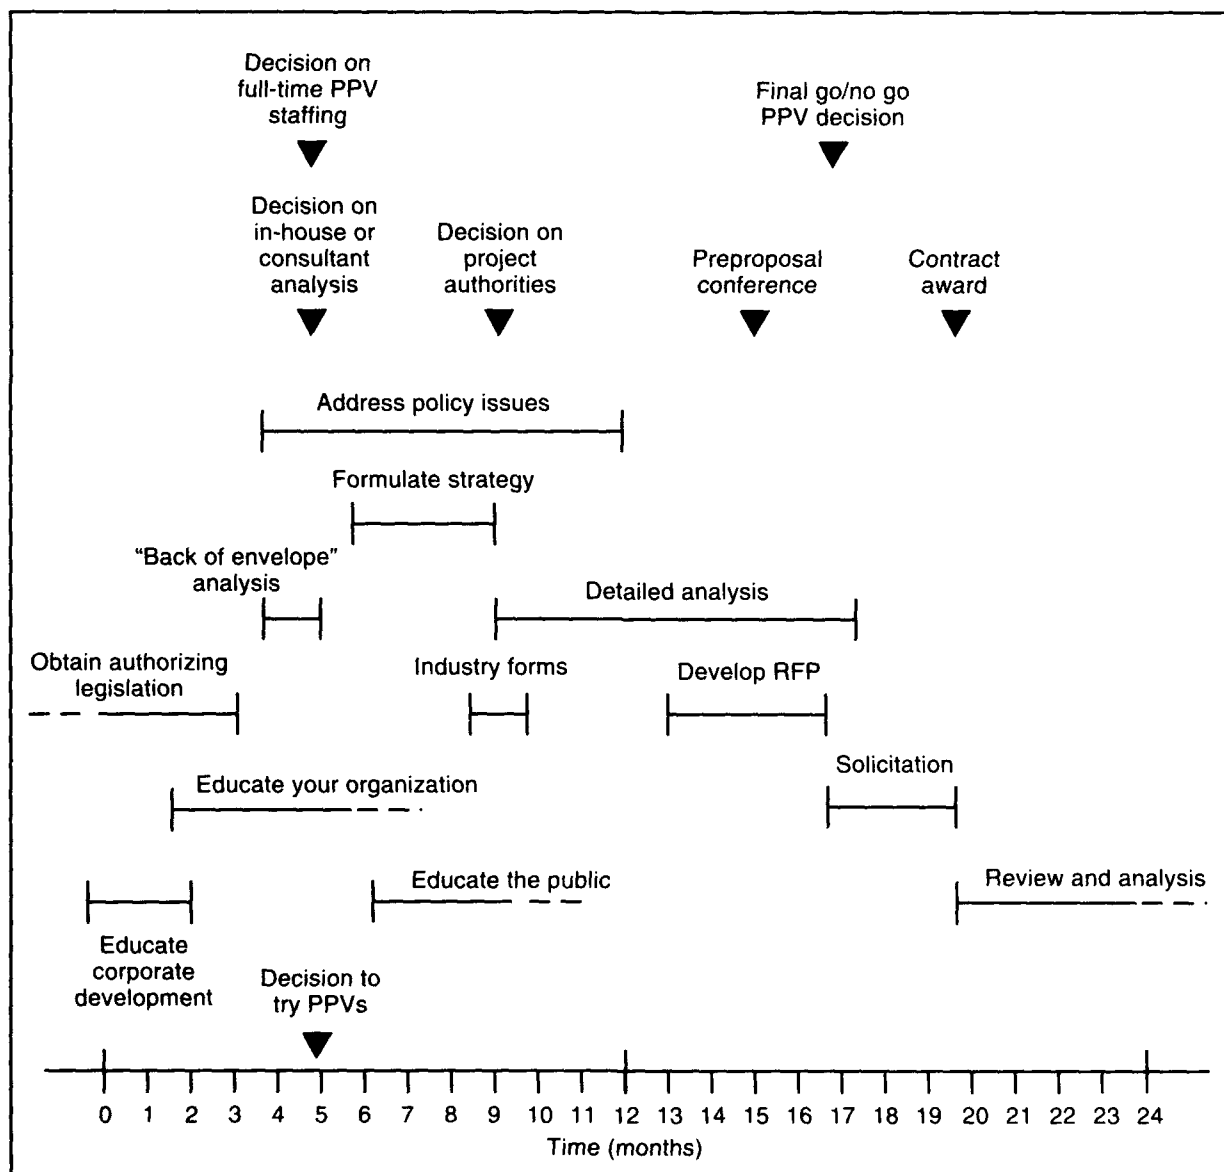 Decision on
full-time PPV
staffing
Final go/no go
PPV decision
Decision on
in-house or
consultant
analysis
Decision on
project
authorities
Preproposal
conference
Contract
award
Address policy issues
Formulate strategy
“Back of envelope”
analysis
Detailed analysis
Obtain authorizing
legislation
Industry forms
Develop RFP
Solicitation
Educate your organization
Educate the public
Review and analysis
Educate
corporate
development
Decision to
try PPVs
0 1 2 3 4 5 6 7 8 9 10 11 12 13 14 15 16 17 18 19 20 21 22 23 24
Time (months)